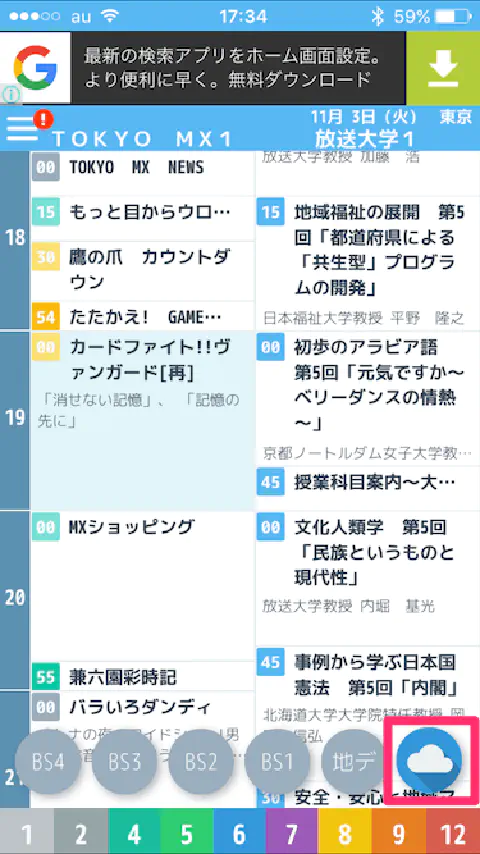 au 17:34 59%
最新の検索アプリをホーム画面設定。
より便利に早く。無料ダウンロード
11月 3日(火) 東京
TOKYO MX1
放送大学1
18
00 TOKYO MX NEWS
15 もっと目からウロ…
30 鷹の爪 カウントダ
ウン
54 たたかえ! GAME…
19
00 カードファイト!!ヴ
ァンガード[再]
「消せない記憶」、「記憶の
先に」
20
00 MXショッピング
55 兼六園彩時記
00 バラいろダンディ
放送大学教授 加藤 浩
15 地域福祉の展開 第5
回「都道府県による
「共生型」プログラ
ムの開発」
日本福祉大学教授 平野 隆之
00 初歩のアラビア語
第5回「元気ですか〜
ベリーダンスの情熱
〜」
京都ノートルダム女子大学教…
45 授業科目案内〜大…
00 文化人類学 第5回
「民族というものと
現代性」
放送大学教授 内堀 基光
45 事例から学ぶ日本国
憲法 第5回「内閣」
北海道大学大学院特任教授 岡
30 安全・安心と地域マ
BS4 BS3 BS2 BS1 地デ
1 2 4 5 6 7 8 9 12